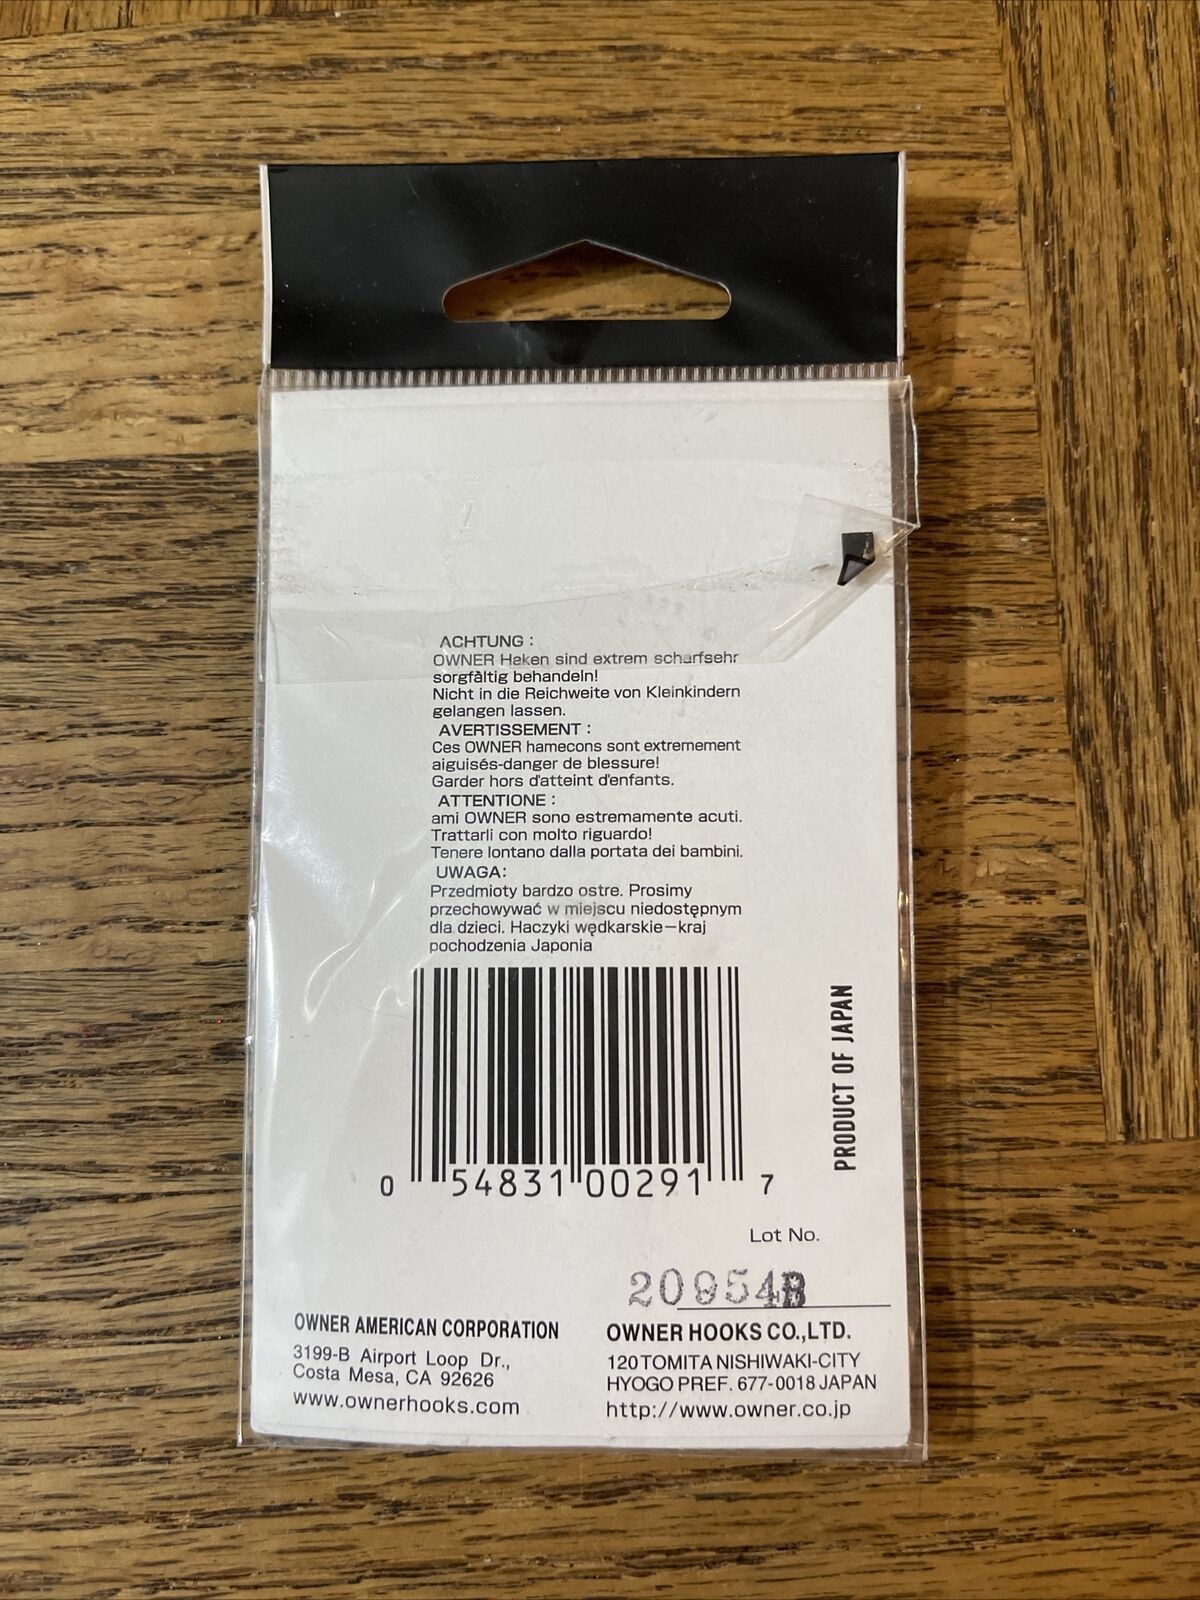 ACHTUNG :
OWNER Haken sind extrem scharfsehr
sorgfältig behandeln!
Nicht in die Reichweite von Kleinkindern
gelangen lassen.
AVERTISSEMENT :
Ces OWNER hamecons sont extremement
aiguisés-danger de blessure!
Garder hors d'atteint d'enfants.
ATTENTIONE :
ami OWNER sono estremamente acuti.
Trattarli con molto riguardo!
Tenere lontano dalla portata dei bambini.
UWAGA:
Przedmioty bardzo ostre. Prosimy
przechowywać w miejscu niedostępnym
dla dzieci. Haczyki wędkarskie–kraj
pochodzenia Japonia
PRODUCT OF JAPAN
0 54831 00291 7
Lot No.
20954B
OWNER AMERICAN CORPORATION
3199-B Airport Loop Dr.,
Costa Mesa, CA 92626
www.ownerhooks.com
OWNER HOOKS CO.,LTD.
120 TOMITA NISHIWAKI-CITY
HYOGO PREF. 677-0018 JAPAN
http://www.owner.co.jp